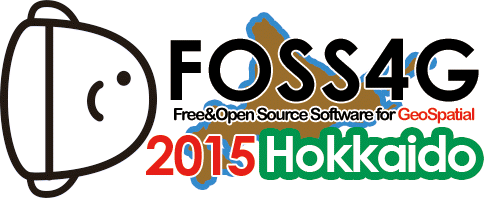 FOSS4G
Free&Open Source Software for GeoSpatial
2015 Hokkaido